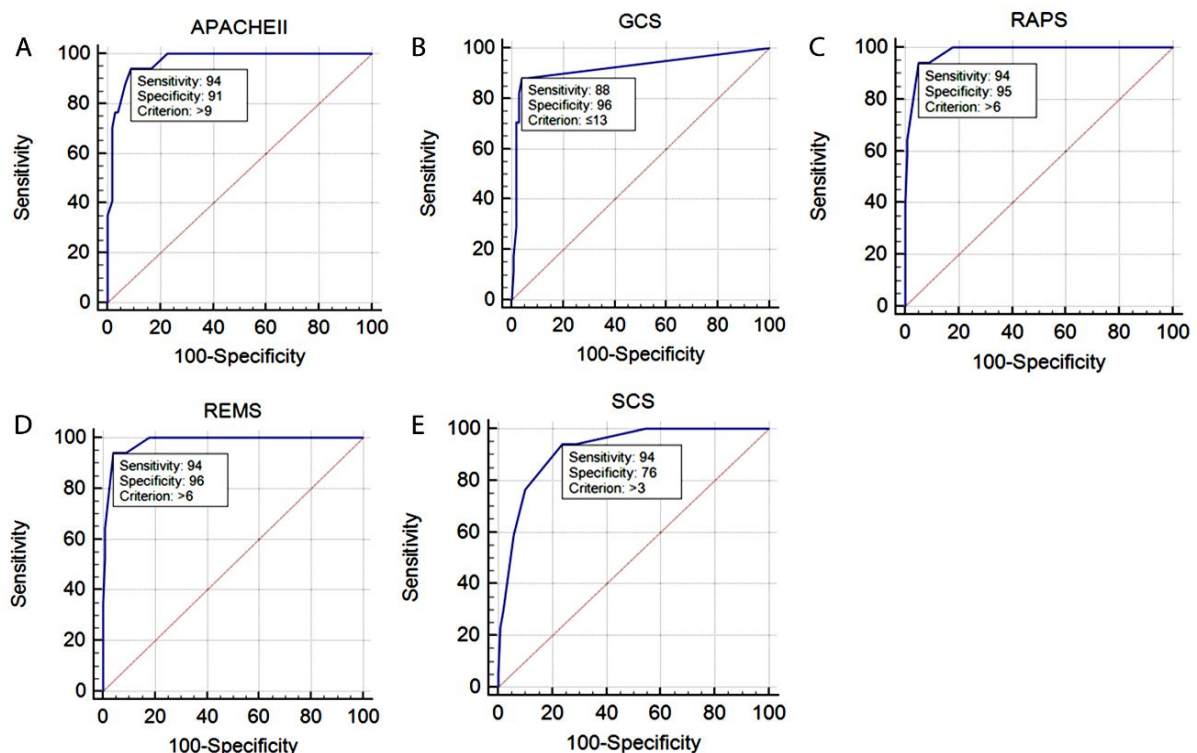 A
APACHEII
Sensitivity
100
80
60
40
20
0
Sensitivity: 94
Specificity: 91
Criterion: >9
0 20 40 60 80 100
100-Specificity
B
GCS
Sensitivity
100
80
60
40
20
0
Sensitivity: 88
Specificity: 96
Criterion: ≤13
0 20 40 60 80 100
100-Specificity
C
RAPS
Sensitivity
100
80
60
40
20
0
Sensitivity: 94
Specificity: 95
Criterion: >6
0 20 40 60 80 100
100-Specificity
D
REMS
Sensitivity
100
80
60
40
20
0
Sensitivity: 94
Specificity: 96
Criterion: >6
0 20 40 60 80 100
100-Specificity
E
SCS
Sensitivity
100
80
60
40
20
0
Sensitivity: 94
Specificity: 76
Criterion: >3
0 20 40 60 80 100
100-Specificity